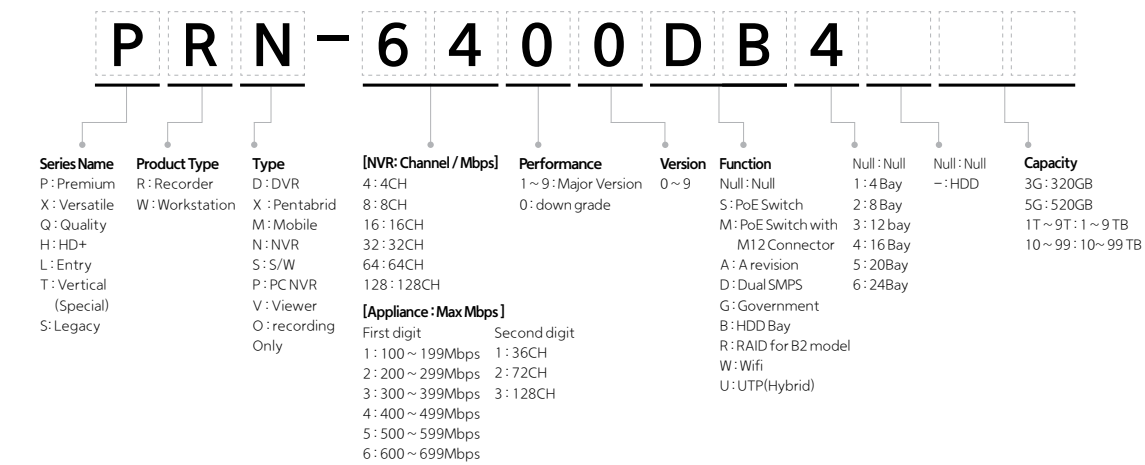 PRN-6400DB4
Series Name
P : Premium
X : Versatile
Q : Quality
H : HD+
L : Entry
T : Vertical
(Special)
S: Legacy
Product Type
R : Recorder
W : Workstation
Type
D : DVR
X : Pentabrid
M : Mobile
N : NVR
S : S/W
P : PC NVR
V : Viewer
O : recording
Only
[NVR: Channel / Mbps]
4 : 4CH
8 : 8CH
16 : 16CH
32 : 32CH
64 : 64CH
128 : 128CH
[Appliance : Max Mbps ]
First digit
1 : 100 ~ 199Mbps
2 : 200 ~ 299Mbps
3 : 300 ~ 399Mbps
4 : 400 ~ 499Mbps
5 : 500 ~ 599Mbps
6 : 600 ~ 699Mbps
Second digit
1 : 36CH
2 : 72CH
3 : 128CH
Performance
1 ~ 9 : Major Version
0 : down grade
Version
0 ~ 9
Function
Null : Null
S : PoE Switch
M : PoE Switch with
M12 Connector
A : A revision
D : Dual SMPS
G : Government
B : HDD Bay
R : RAID for B2 model
W : Wifi
U : UTP(Hybrid)
Null : Null
1 : 4 Bay
2 : 8 Bay
3 : 12 bay
4 : 16 Bay
5 : 20Bay
6 : 24Bay
Null : Null
– : HDD
Capacity
3G : 320GB
5G : 520GB
1T ~ 9T : 1 ~ 9 TB
10 ~ 99 : 10~ 99 TB